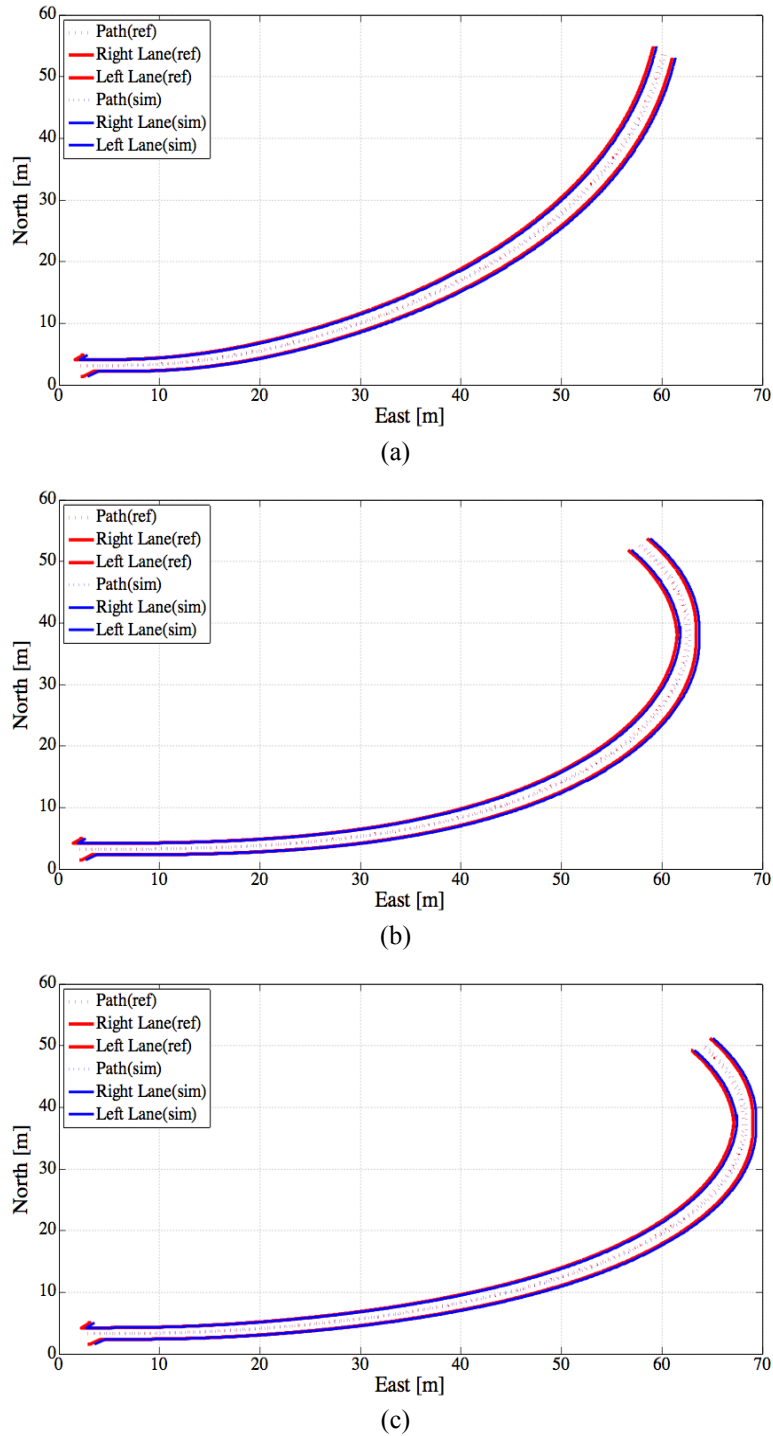 60
50
40
30
20
10
0
North [m]
Path(ref)
Right Lane(ref)
Left Lane(ref)
Path(sim)
Right Lane(sim)
Left Lane(sim)
0 10 20 30 40 50 60 70
East [m]
(a)
60
50
40
30
20
10
0
North [m]
Path(ref)
Right Lane(ref)
Left Lane(ref)
Path(sim)
Right Lane(sim)
Left Lane(sim)
0 10 20 30 40 50 60 70
East [m]
(b)
60
50
40
30
20
10
0
North [m]
Path(ref)
Right Lane(ref)
Left Lane(ref)
Path(sim)
Right Lane(sim)
Left Lane(sim)
0 10 20 30 40 50 60 70
East [m]
(c)